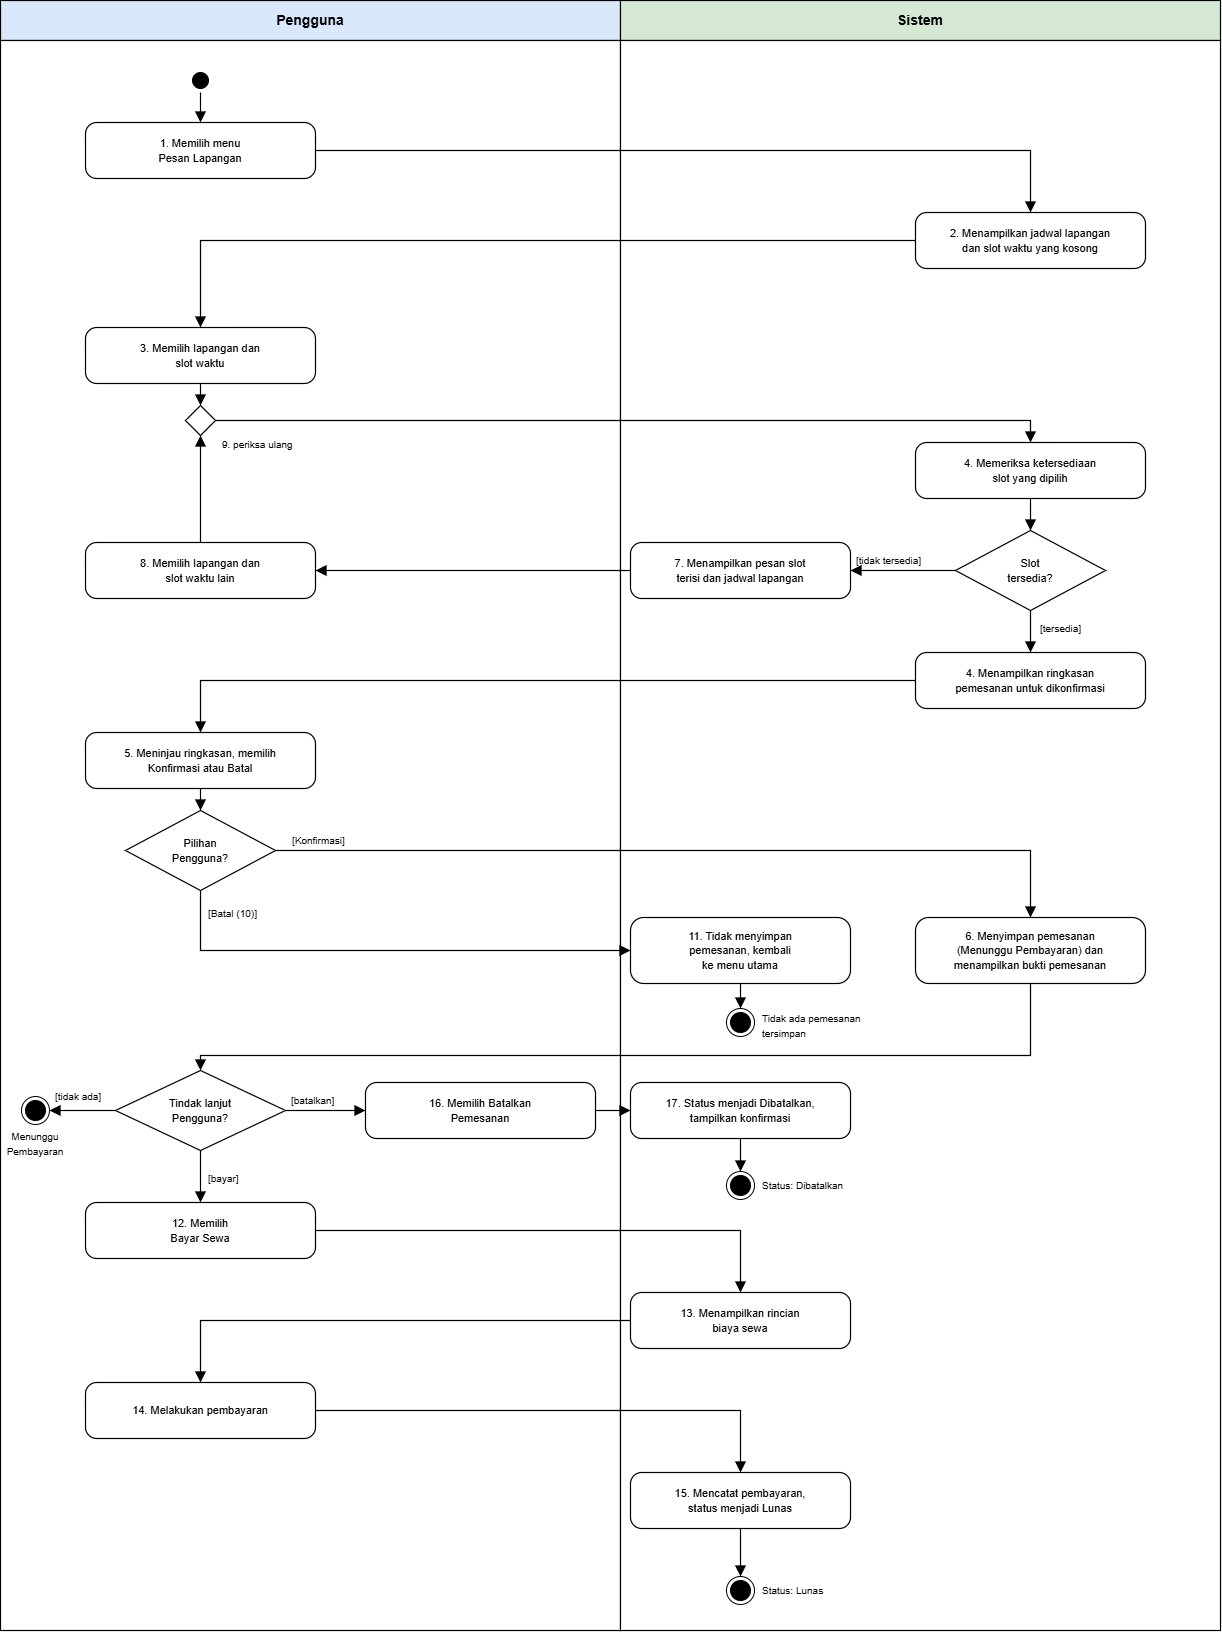 Pengguna
Sistem
1. Memilih menu
Pesan Lapangan
2. Menampilkan jadwal lapangan
dan slot waktu yang kosong
3. Memilih lapangan dan
slot waktu
9. periksa ulang
4. Memeriksa ketersediaan
slot yang dipilih
8. Memilih lapangan dan
slot waktu lain
7. Menampilkan pesan slot
terisi dan jadwal lapangan
[tidak tersedia]
Slot
tersedia?
[tersedia]
4. Menampilkan ringkasan
pemesanan untuk dikonfirmasi
5. Meninjau ringkasan, memilih
Konfirmasi atau Batal
Pilihan
Pengguna?
[Konfirmasi]
[Batal (10)]
11. Tidak menyimpan
pemesanan, kembali
ke menu utama
6. Menyimpan pemesanan
(Menunggu Pembayaran) dan
menampilkan bukti pemesanan
Tidak ada pemesanan
tersimpan
[tidak ada]
Menunggu
Pembayaran
Tindak lanjut
Pengguna?
[batalkan]
16. Memilih Batalkan
Pemesanan
17. Status menjadi Dibatalkan,
tampilkan konfirmasi
[bayar]
Status: Dibatalkan
12. Memilih
Bayar Sewa
13. Menampilkan rincian
biaya sewa
14. Melakukan pembayaran
15. Mencatat pembayaran,
status menjadi Lunas
Status: Lunas